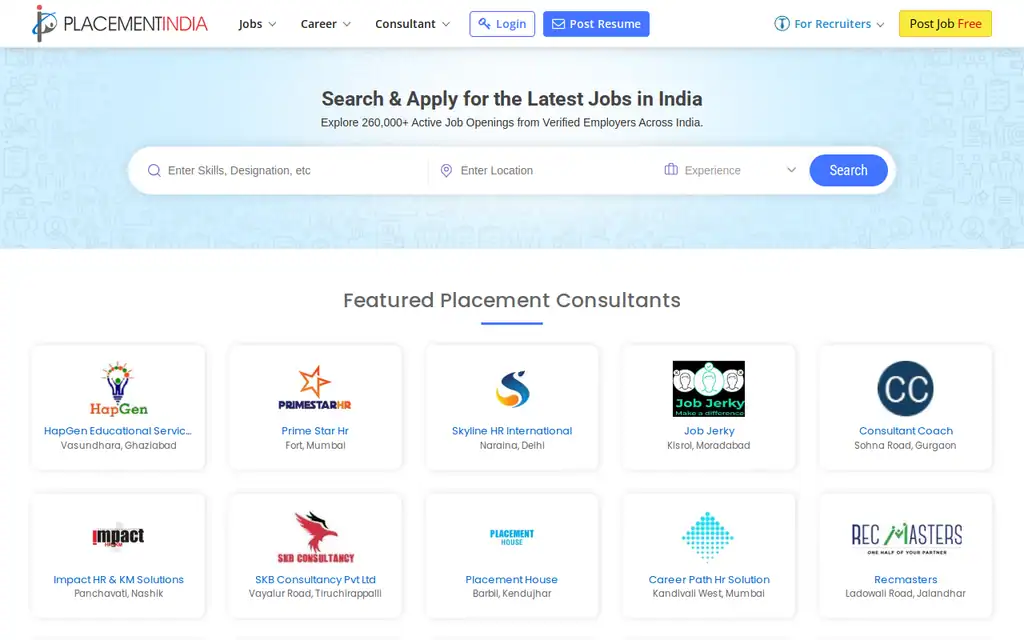 PLACEMENTINDIA
Jobs
Career
Consultant
Login
Post Resume
For Recruiters
Post Job Free
Search & Apply for the Latest Jobs in India
Explore 260,000+ Active Job Openings from Verified Employers Across India.
Enter Skills, Designation, etc
Enter Location
Experience
Search
Featured Placement Consultants
HapGen
PRIMESTARHR
Job Jerky
Make a difference
CC
HapGen Educational Servic...
Prime Star Hr
Skyline HR International
Job Jerky
Consultant Coach
Vasundhara, Ghaziabad
Fort, Mumbai
Naraina, Delhi
Kisrol, Moradabad
Sohna Road, Gurgaon
impact
SKB CONSULTANCY
PLACEMENT
HOUSE
REC MASTERS
ONE HALF OF YOUR PARTNER
Impact HR & KM Solutions
SKB Consultancy Pvt Ltd
Placement House
Career Path Hr Solution
Recmasters
Panchavati, Nashik
Vayalur Road, Tiruchirappalli
Barbil, Kendujhar
Kandivali West, Mumbai
Ladowali Road, Jalandhar